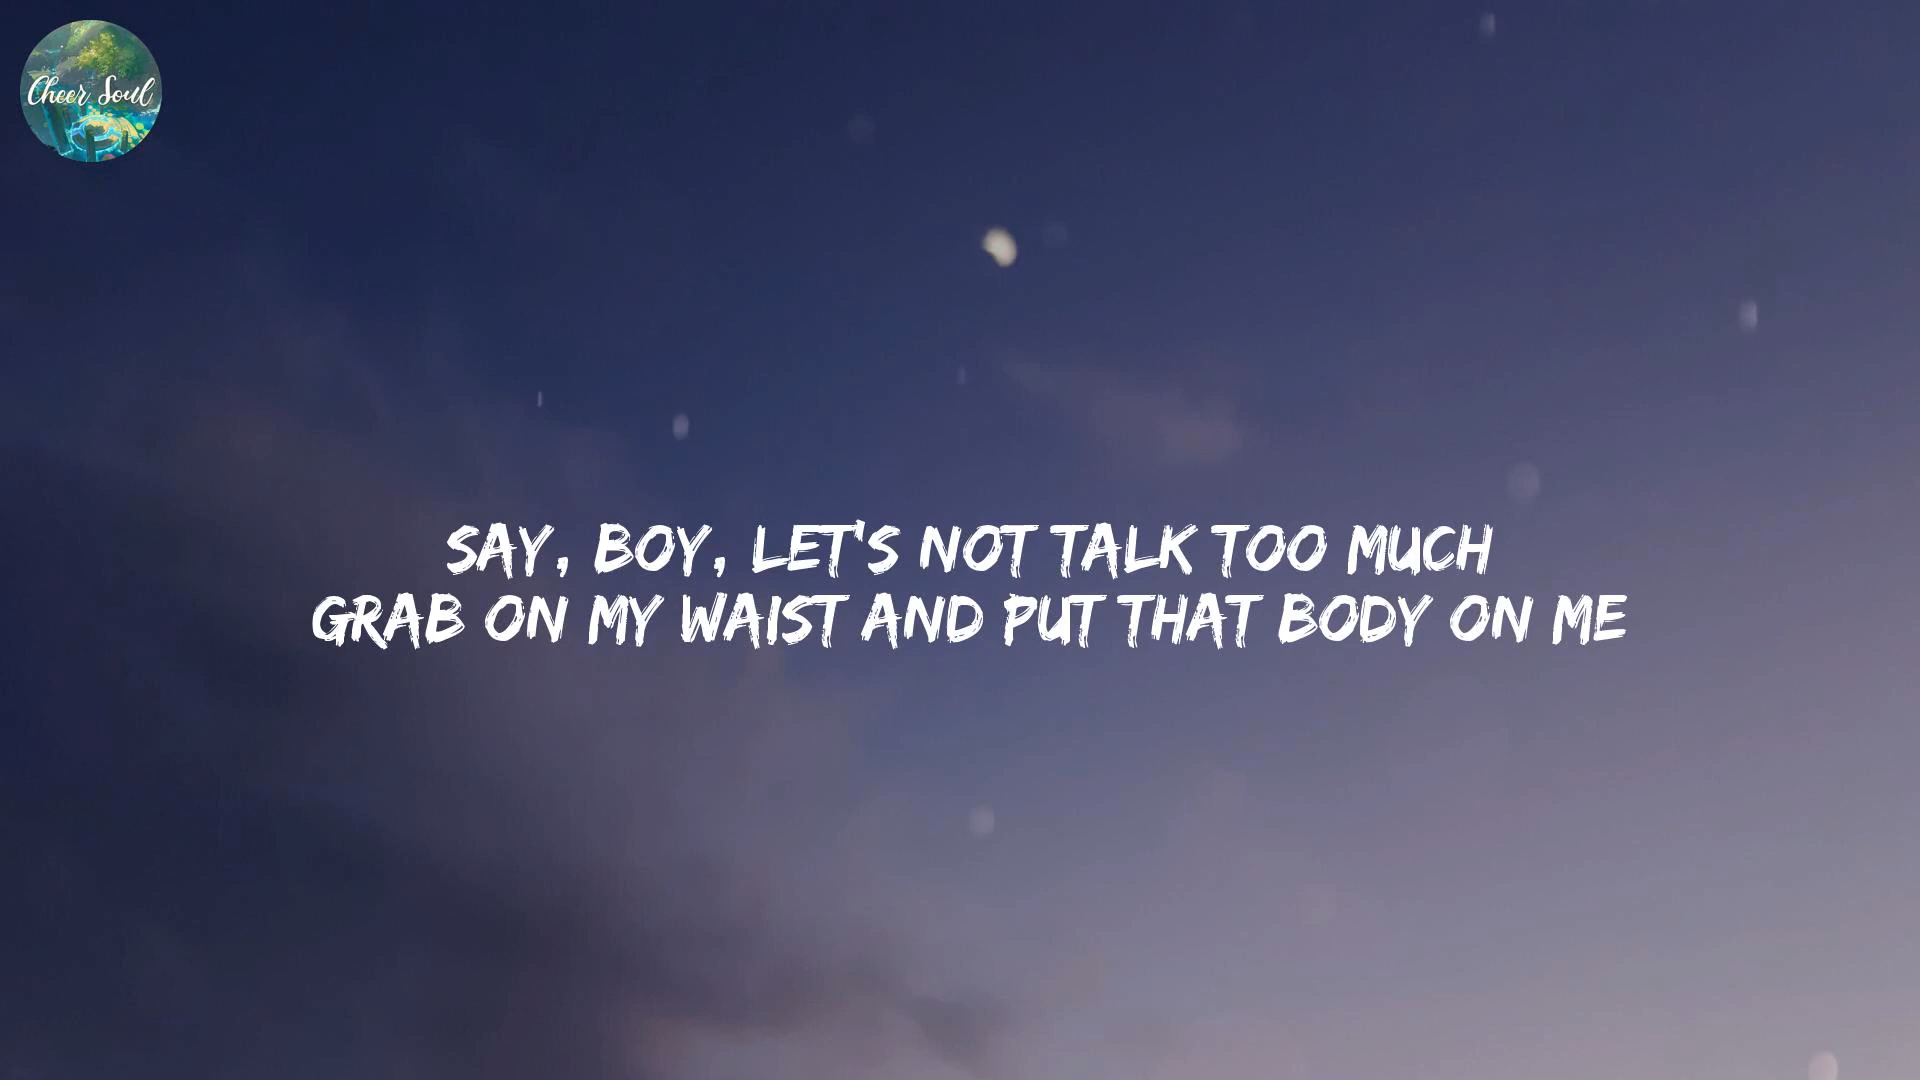 Cheer Soul
SAY, BOY, LET'S NOT TALK TOO MUCH
GRAB ON MY WAIST AND PUT THAT BODY ON ME